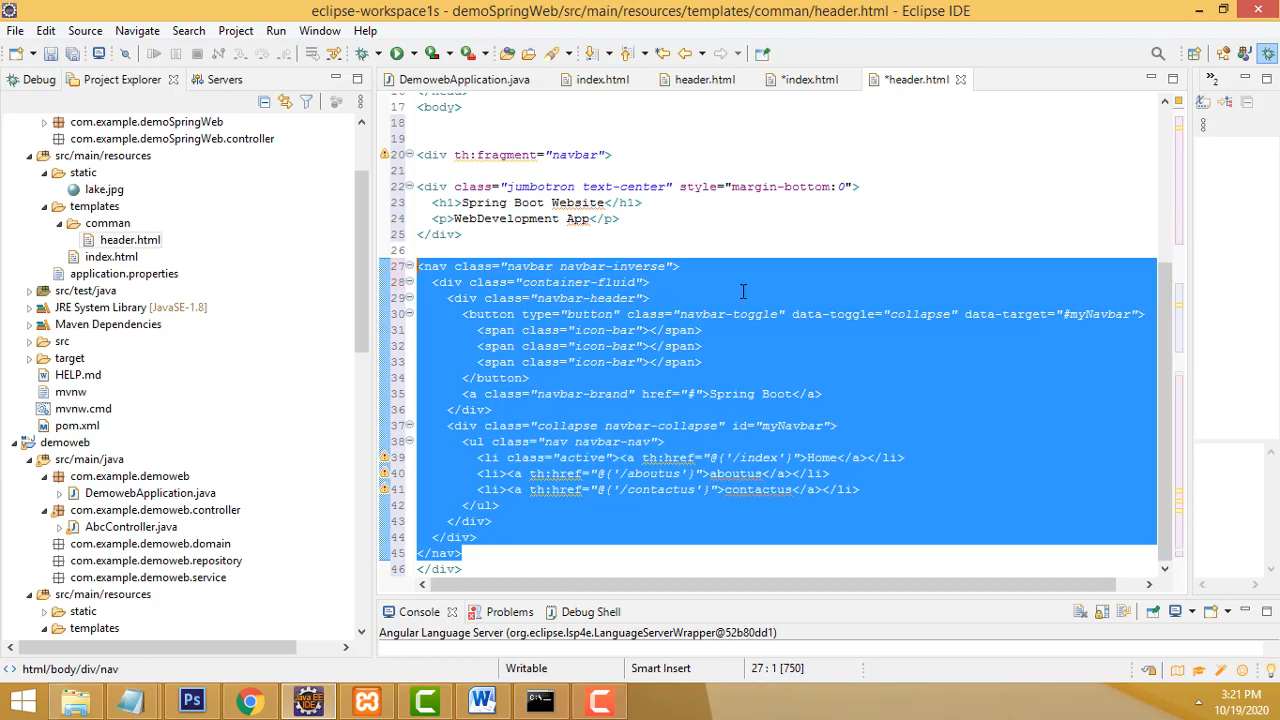 eclipse-workspace1s - demoSpringWeb/src/main/resources/templates/comman/header.html - Eclipse IDE
File Edit Source Navigate Search Project Run Window Help
Debug Project Explorer Servers
DemowebApplication.java index.html header.html *index.html *header.html
com.example.demoSpringWeb
com.example.demoSpringWeb.controller
src/main/resources
static
lake.jpg
templates
comman
header.html
index.html
application.properties
src/test/java
JRE System Library [JavaSE-1.8]
Maven Dependencies
src
target
HELP.md
mvnw
mvnw.cmd
pom.xml
demoweb
src/main/java
com.example.demoweb
DemowebApplication.java
com.example.demoweb.controller
AbcController.java
com.example.demoweb.domain
com.example.demoweb.repository
com.example.demoweb.service
src/main/resources
static
templates
17 <body>
18
19
20 <div th:fragment="navbar">
21
22 <div class="jumbotron text-center" style="margin-bottom:0">
23 <h1>Spring Boot Website</h1>
24 <p>WebDevelopment App</p>
25 </div>
26
27 <nav class="navbar navbar-inverse">
28 <div class="container-fluid">
29 <div class="navbar-header">
30 <button type="button" class="navbar-toggle" data-toggle="collapse" data-target="#myNavbar">
31 <span class="icon-bar"></span>
32 <span class="icon-bar"></span>
33 <span class="icon-bar"></span>
34 </button>
35 <a class="navbar-brand" href="#">Spring Boot</a>
36 </div>
37 <div class="collapse navbar-collapse" id="myNavbar">
38 <ul class="nav navbar-nav">
39 <li class="active"><a th:href="@{'/index'}">Home</a></li>
40 <li><a th:href="@{'/aboutus'}">aboutus</a></li>
41 <li><a th:href="@{'/contactus'}">contactus</a></li>
42 </ul>
43 </div>
44 </div>
45 </nav>
46 </div>
Console Problems Debug Shell
Angular Language Server (org.eclipse.lsp4e.LanguageServerWrapper@52b80dd1)
html/body/div/nav Writable Smart Insert 27 : 1 [750]
3:21 PM
10/19/2020